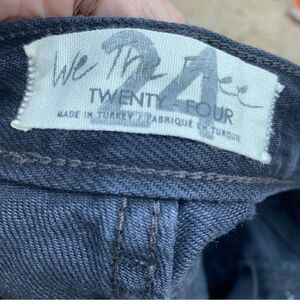 We The Free
24
TWENTY - FOUR
MADE IN TURKEY / FABRIQUÉ EN TURQUIE